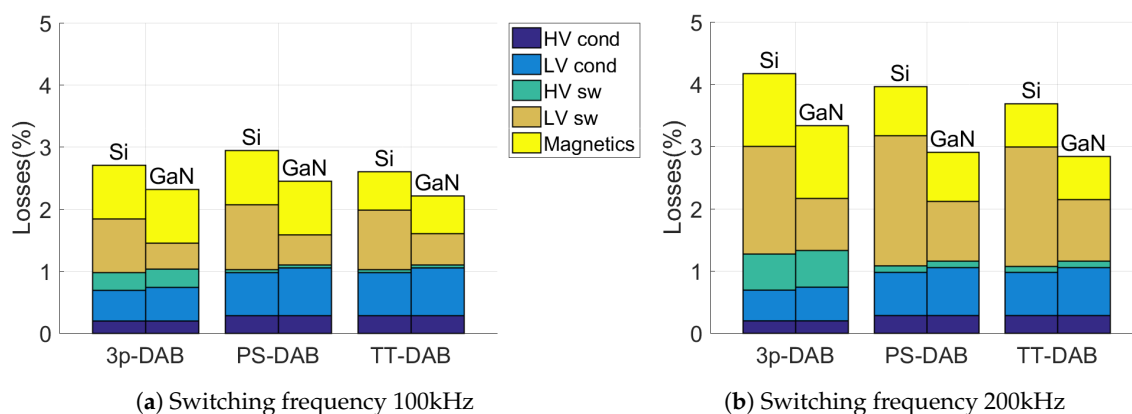 5
4
3
2
1
0
Losses(%)
Si
GaN
Si
GaN
Si
GaN
3p-DAB
PS-DAB
TT-DAB
(a) Switching frequency 100kHz
HV cond
LV cond
HV sw
LV sw
Magnetics
5
4
3
2
1
0
Losses(%)
Si
GaN
Si
GaN
Si
GaN
3p-DAB
PS-DAB
TT-DAB
(b) Switching frequency 200kHz